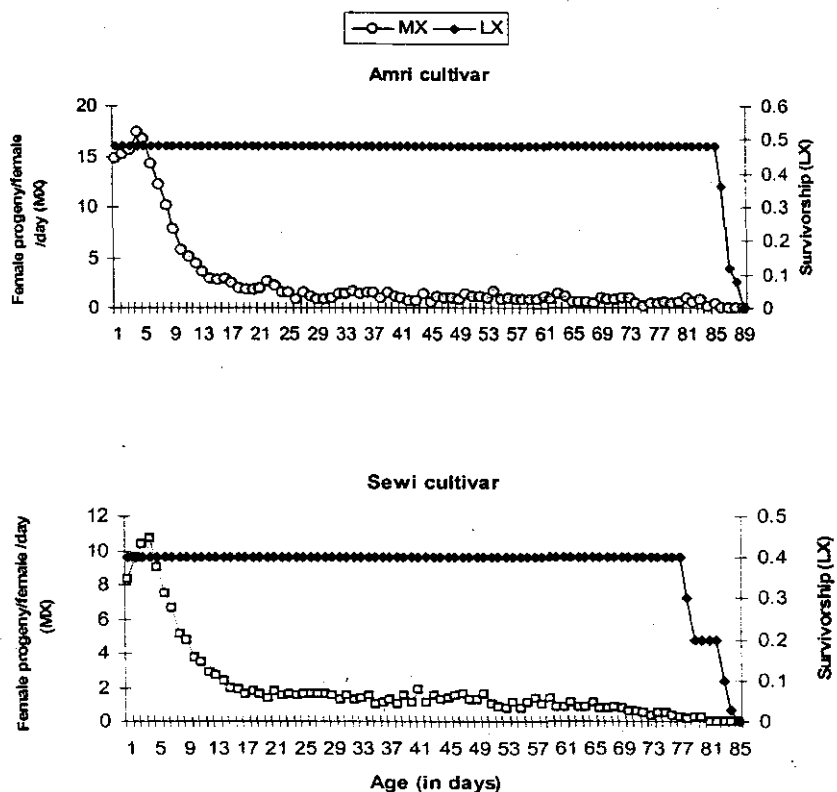 MX LX
Amri cultivar
Female progeny/female
/day (MX)
20
15
10
5
0
0.6
0.5
0.4
0.3
0.2
0.1
0
Survivorship (LX)
1 5 9 13 17 21 25 29 33 37 41 45 49 53 57 61 65 69 73 77 81 85 89
Sewi cultivar
Female progeny/female /day
(MX)
12
10
8
6
4
2
0
0.5
0.4
0.3
0.2
0.1
0
Survivorship (LX)
1 5 9 13 17 21 25 29 33 37 41 45 49 53 57 61 65 69 73 77 81 85
Age (in days)